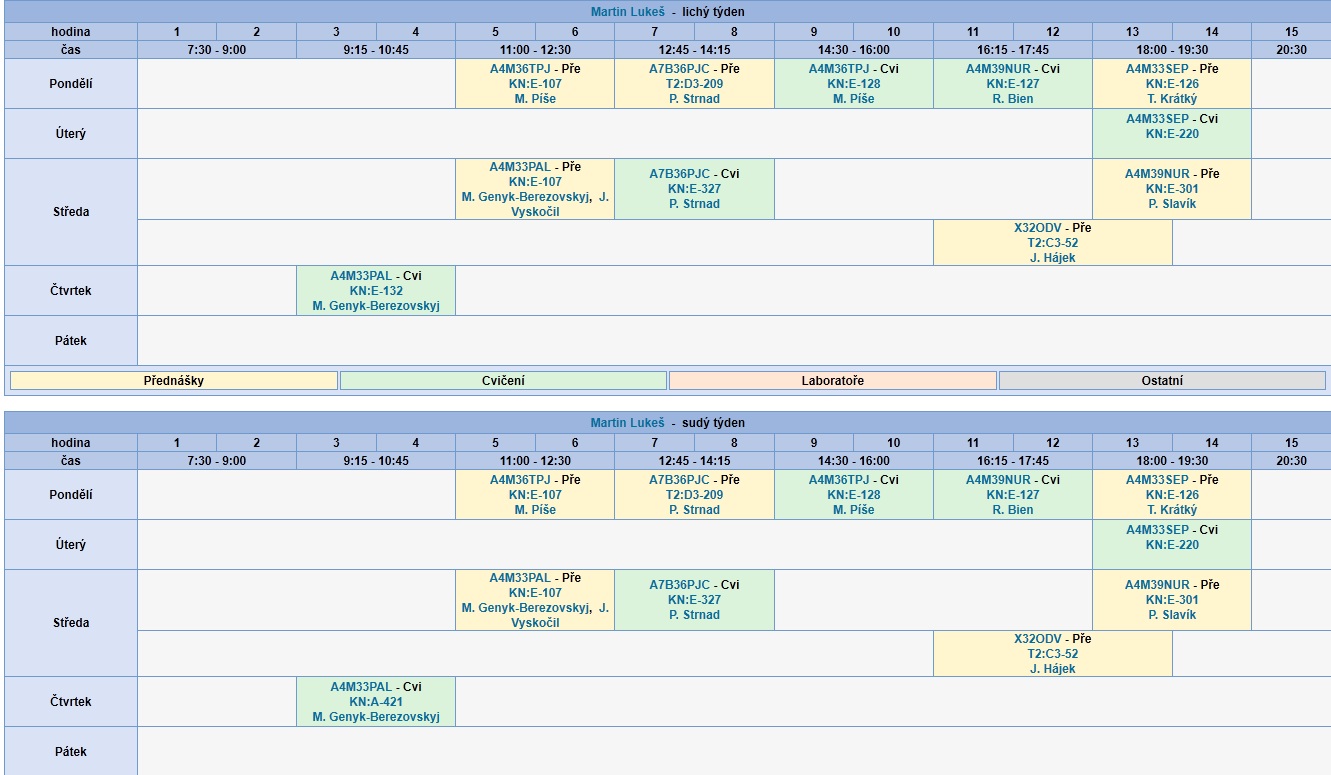 Martin Lukeš - lichý týden
hodina 1 2 3 4 5 6 7 8 9 10 11 12 13 14 15
čas 7:30 - 9:00 9:15 - 10:45 11:00 - 12:30 12:45 - 14:15 14:30 - 16:00 16:15 - 17:45 18:00 - 19:30 20:30
Pondělí
A4M36TPJ - Pře
KN:E-107
M. Píše
A7B36PJC - Pře
T2:D3-209
P. Strnad
A4M36TPJ - Cvi
KN:E-128
M. Píše
A4M39NUR - Cvi
KN:E-127
R. Bien
A4M33SEP - Pře
KN:E-126
T. Krátký
Úterý
A4M33SEP - Cvi
KN:E-220
Středa
A4M33PAL - Pře
KN:E-107
M. Genyk-Berezovskyj, J.
Vyskočil
A7B36PJC - Cvi
KN:E-327
P. Strnad
A4M39NUR - Pře
KN:E-301
P. Slavík
X32ODV - Pře
T2:C3-52
J. Hájek
Čtvrtek
A4M33PAL - Cvi
KN:E-132
M. Genyk-Berezovskyj
Pátek
Přednášky Cvičení Laboratoře Ostatní
Martin Lukeš - sudý týden
hodina 1 2 3 4 5 6 7 8 9 10 11 12 13 14 15
čas 7:30 - 9:00 9:15 - 10:45 11:00 - 12:30 12:45 - 14:15 14:30 - 16:00 16:15 - 17:45 18:00 - 19:30 20:30
Pondělí
A4M36TPJ - Pře
KN:E-107
M. Píše
A7B36PJC - Pře
T2:D3-209
P. Strnad
A4M36TPJ - Cvi
KN:E-128
M. Píše
A4M39NUR - Cvi
KN:E-127
R. Bien
A4M33SEP - Pře
KN:E-126
T. Krátký
Úterý
A4M33SEP - Cvi
KN:E-220
Středa
A4M33PAL - Pře
KN:E-107
M. Genyk-Berezovskyj, J.
Vyskočil
A7B36PJC - Cvi
KN:E-327
P. Strnad
A4M39NUR - Pře
KN:E-301
P. Slavík
X32ODV - Pře
T2:C3-52
J. Hájek
Čtvrtek
A4M33PAL - Cvi
KN:A-421
M. Genyk-Berezovskyj
Pátek